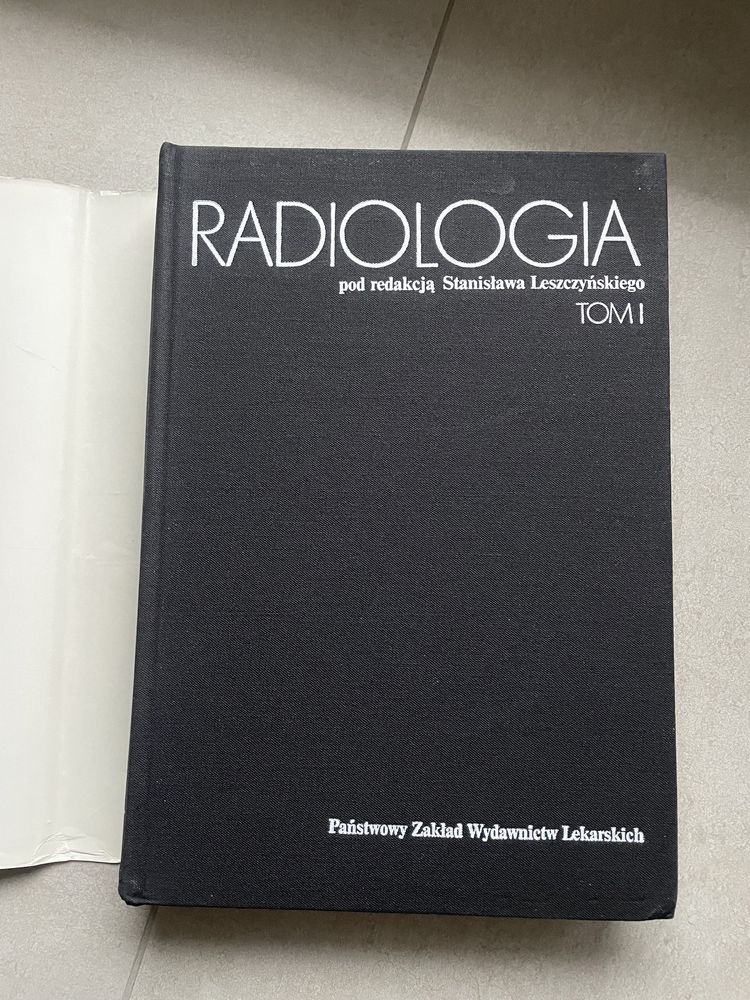 RADIOLOGIA
pod redakcją Stanisława Leszczyńskiego
TOM I
Państwowy Zakład Wydawnictw Lekarskich